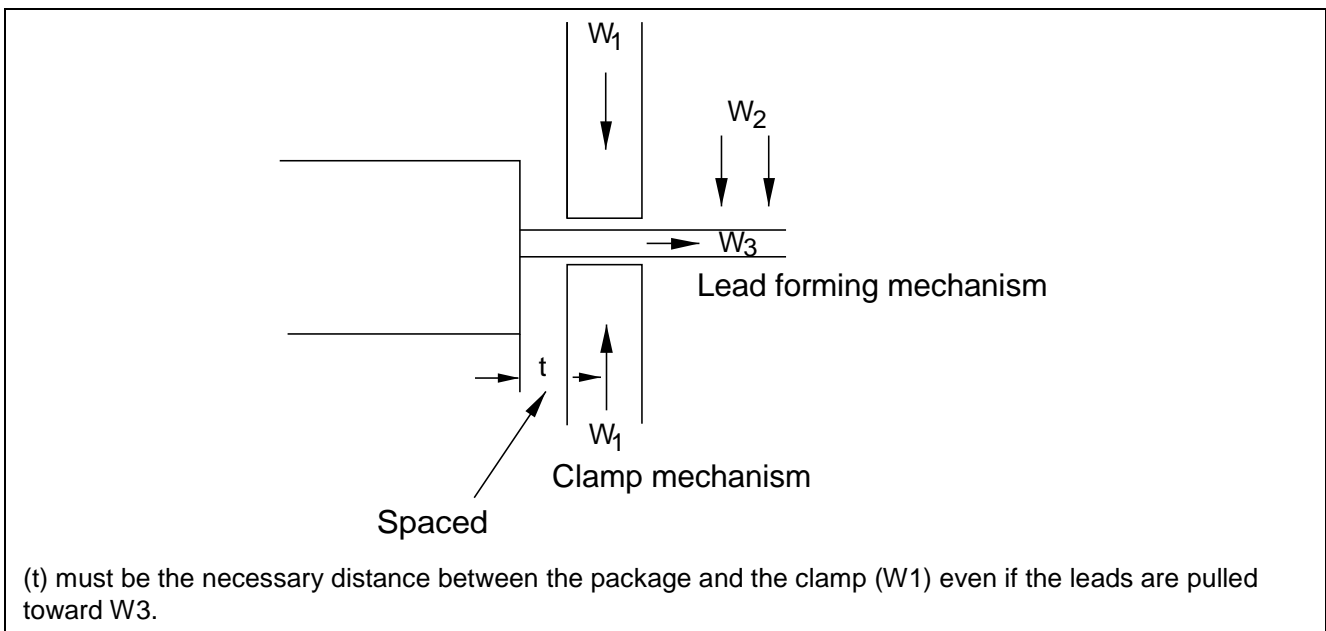 W1
W2
W3
Lead forming mechanism
t
W1
Clamp mechanism
Spaced
(t) must be the necessary distance between the package and the clamp (W1) even if the leads are pulled
toward W3.